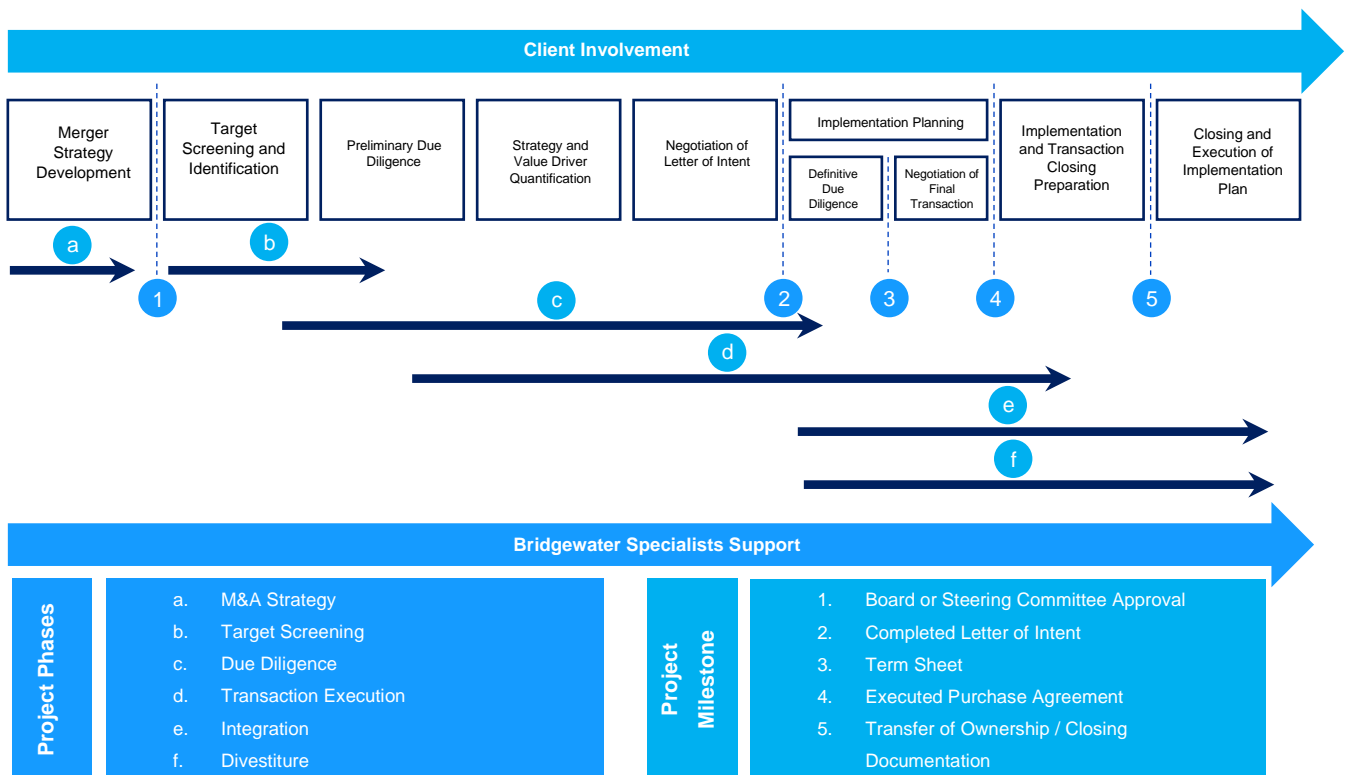 Client Involvement
Merger
Strategy
Development
Target
Screening and
Identification
Preliminary Due
Diligence
Strategy and
Value Driver
Quantification
Negotiation of
Letter of Intent
Implementation Planning
Definitive
Due
Diligence
Negotiation of
Final
Transaction
Implementation
and Transaction
Closing
Preparation
Closing and
Execution of
Implementation
Plan
a
b
1
c
2
3
4
5
d
e
f
Bridgewater Specialists Support
Project Phases
a. M&A Strategy
b. Target Screening
c. Due Diligence
d. Transaction Execution
e. Integration
f. Divestiture
Project
Milestone
1. Board or Steering Committee Approval
2. Completed Letter of Intent
3. Term Sheet
4. Executed Purchase Agreement
5. Transfer of Ownership / Closing
Documentation